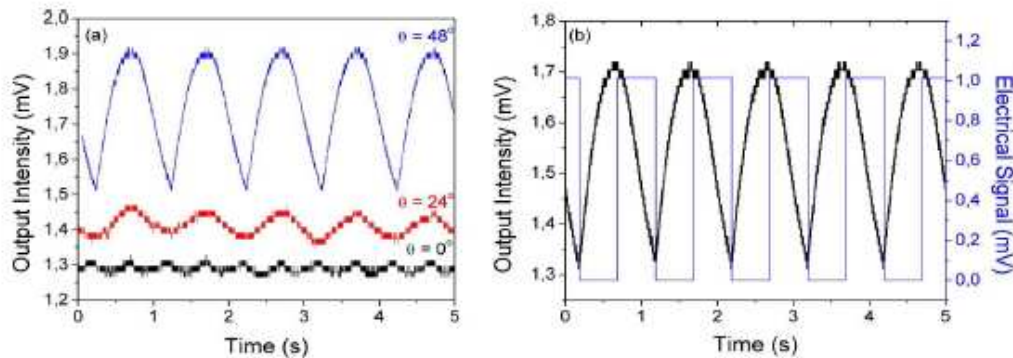 (a)
θ = 48°
θ = 24°
θ = 0°
Output Intensity (mV)
2,0
1,9
1,8
1,7
1,6
1,5
1,4
1,3
1,2
0 1 2 3 4 5
Time (s)
(b)
Output Intensity (mV)
1,8
1,7
1,6
1,5
1,4
1,3
0 1 2 3 4 5
Time (s)
1,2
1,0
0,8
0,6
0,4
0,2
0,0
Electrical Signal (mV)